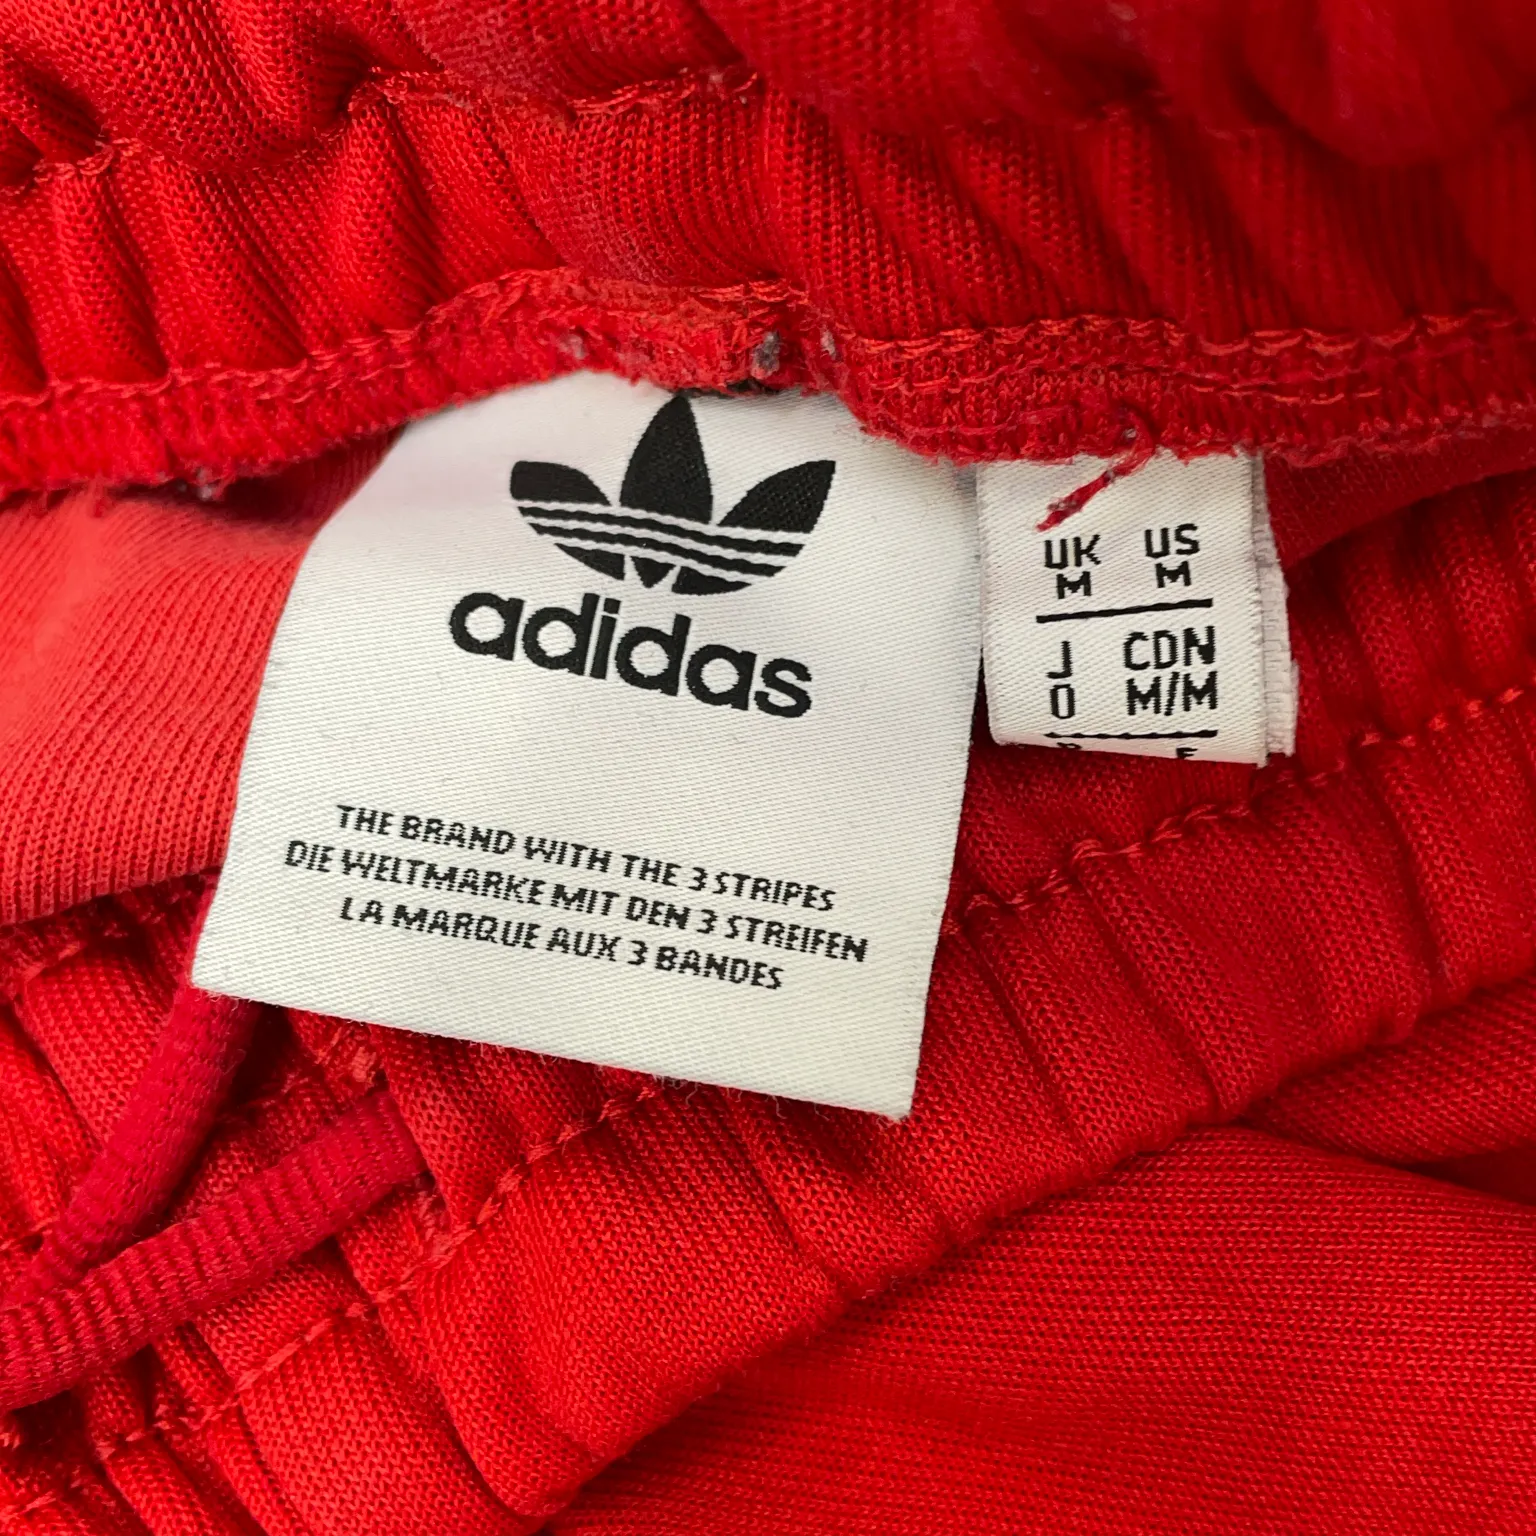 adidas
THE BRAND WITH THE 3 STRIPES
DIE WELTMARKE MIT DEN 3 STREIFEN
LA MARQUE AUX 3 BANDES
UK US
M M
J CDN
O M/M